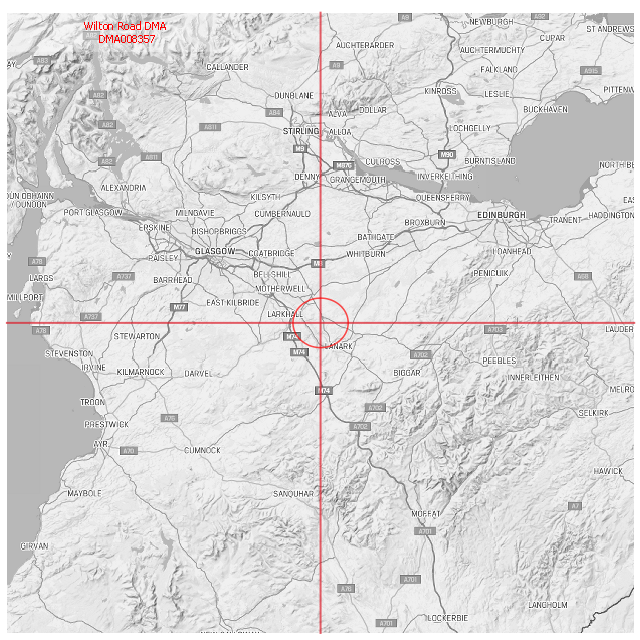 Wilton Road DMA
DMA008357
A9
NEWBURGH
A92
CUPAR
ST ANDREWS
AUCHTERARDER
AUCHTERMUCHTY
A83
CALLANDER
A9
FALKLAND
A915
KINROSS
LESLIE
PITTENW
A82
DUNBLANE
DOLLAR
BUCKHAVEN
A84
ALVA
A82
A811
STIRLING
ALLOA
LOCHGELLY
M9
A82
A811
CULROSS
M90
BURNTISLAND
M876
NORTH B
DENNY
GRANGEMOUTH
INVERKEITHING
ALEXANDRIA
KILSYTH
QUEENSFERRY
DUNOON
PORT GLASGOW
MILNGAVIE
CUMBERNAULD
EDINBURGH
HADDINGTON
ERSKINE
BISHOPBRIGGS
BROXBURN
TRANENT
BATHGATE
GLASGOW
COATBRIDGE
WHITBURN
LOANHEAD
PAISLEY
A78
M8
LARGS
A737
BARRHEAD
BELLSHILL
PENICUIK
A68
MOTHERWELL
MILLPORT
EAST KILBRIDE
M77
A737
LARKHALL
A78
A703
LAUDER
STEWARTON
M74
LANARK
STEVENSTON
M74
A702
PEEBLES
IRVINE
KILMARNOCK
DARVEL
BIGGAR
INNERLEITHEN
M74
MELRO
TROON
A702
SELKIRK
A76
PRESTWICK
A702
AYR
A70
CUMNOCK
HAWICK
MAYBOLE
SANQUHAR
A7
MOFFAT
A701
GIRVAN
A701
A76
LANGHOLM
LOCKERBIE
A701